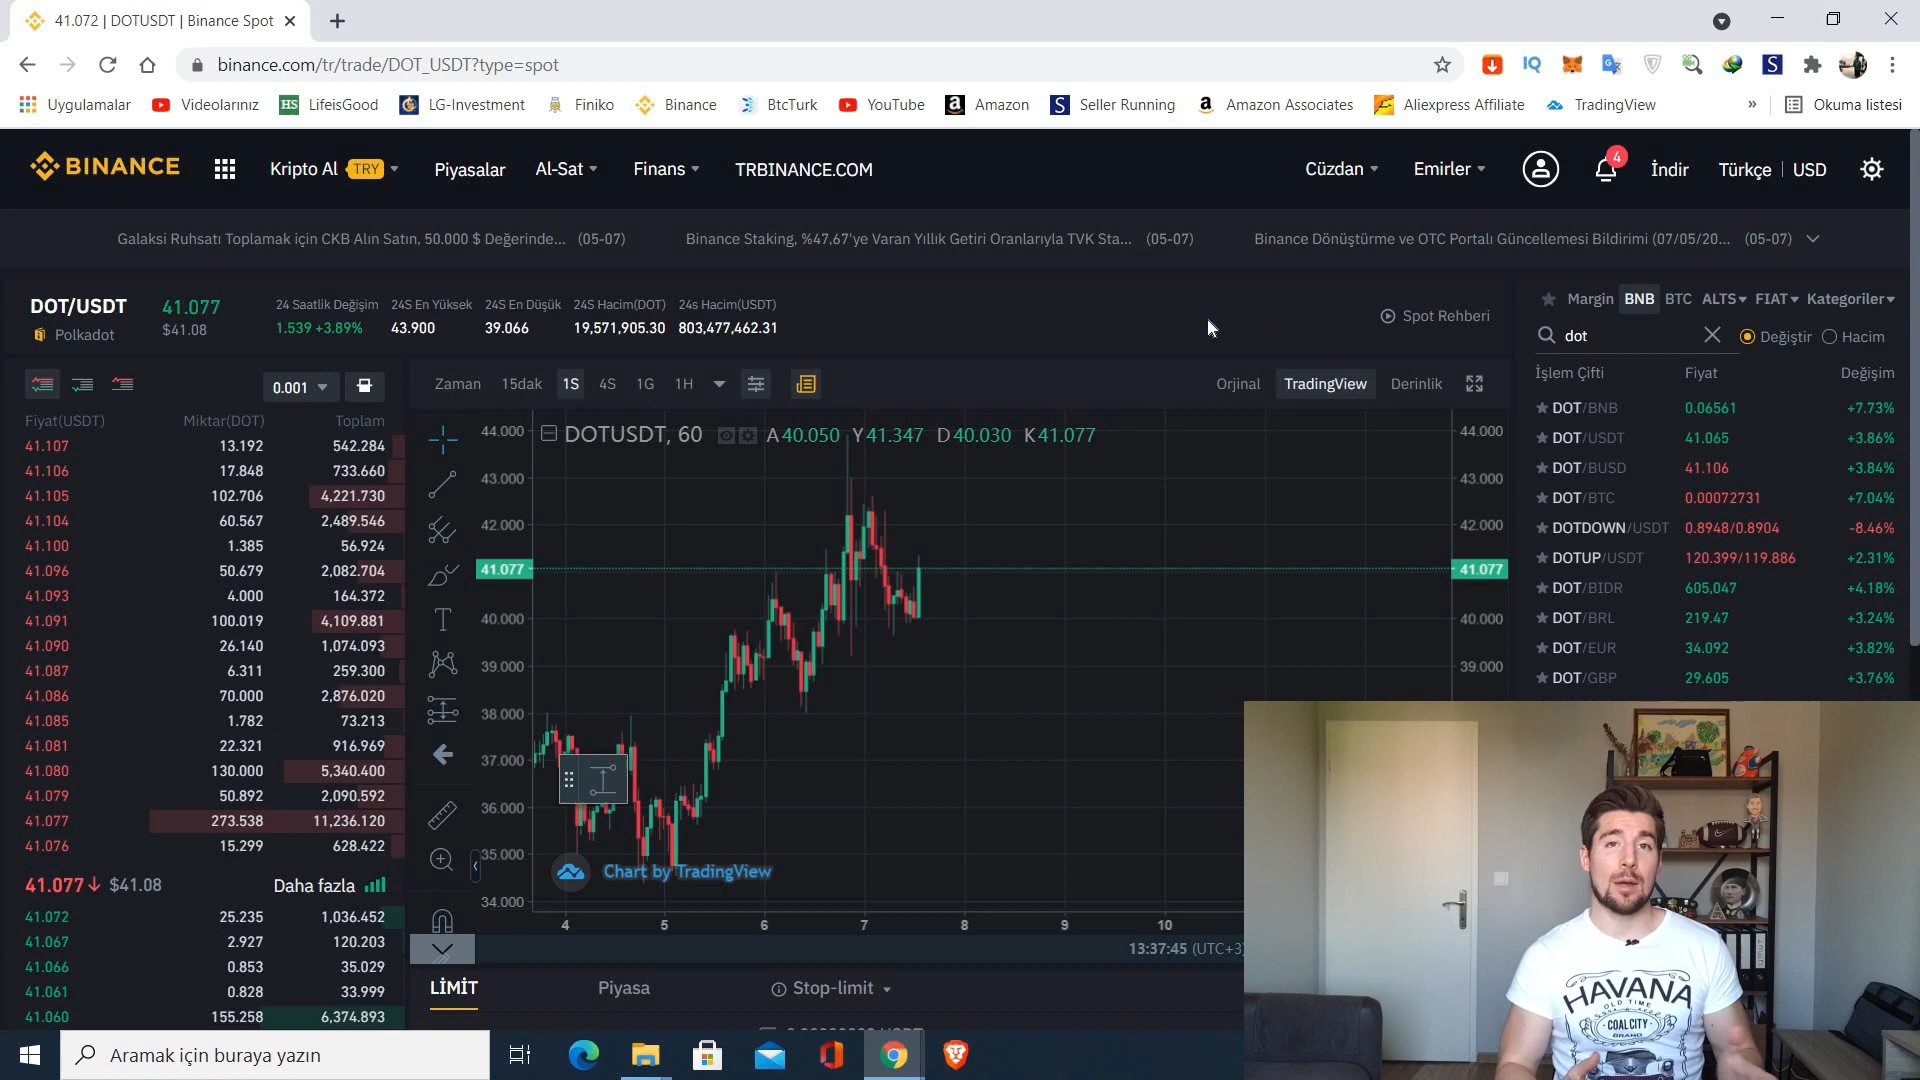 41.072 | DOTUSDT | Binance Spot
binance.com/tr/trade/DOT_USDT?type=spot
Uygulamalar Videolarınız LifeisGood LG-Investment Finiko Binance BtcTurk YouTube Amazon Seller Running Amazon Associates Aliexpress Affiliate TradingView » Okuma listesi
BINANCE Kripto Al TRY Piyasalar Al-Sat Finans TRBINANCE.COM Cüzdan Emirler 4 İndir Türkçe USD
Galaksi Ruhsatı Toplamak için CKB Alın Satın, 50.000 $ Değerinde... (05-07) Binance Staking, %47,67'ye Varan Yıllık Getiri Oranlarıyla TVK Sta... (05-07) Binance Dönüştürme ve OTC Portalı Güncellemesi Bildirimi (07/05/20... (05-07)
DOT/USDT 41.077 24 Saatlik Değişim 24S En Yüksek 24S En Düşük 24S Hacim(DOT) 24s Hacim(USDT)
Polkadot $41.08 1.539 +3.89% 43.900 39.066 19,571,905.30 803,477,462.31
Spot Rehberi
0.001
Fiyat(USDT) Miktar(DOT) Toplam
41.107 13.192 542.284
41.106 17.848 733.660
41.105 102.706 4,221.730
41.104 60.567 2,489.546
41.100 1.385 56.924
41.096 50.679 2,082.704
41.093 4.000 164.372
41.091 100.019 4,109.881
41.090 26.140 1,074.093
41.087 6.311 259.300
41.086 70.000 2,876.020
41.085 1.782 73.213
41.081 22.321 916.969
41.080 130.000 5,340.400
41.079 50.892 2,090.592
41.077 273.538 11,236.120
41.076 15.299 628.422
41.077 $41.08 Daha fazla
41.072 25.235 1,036.452
41.067 2.927 120.203
41.066 0.853 35.029
41.061 0.828 33.999
41.060 155.258 6,374.893
Zaman 15dak 1S 4S 1G 1H Orjinal TradingView Derinlik
DOTUSDT, 60 A40.050 Y41.347 D40.030 K41.077
44.000 44.000
43.000 43.000
42.000 42.000
41.077 41.077
40.000 40.000
39.000 39.000
38.000
37.000
36.000
35.000
34.000
Chart by TradingView
4 5 6 7 8 9 10
13:37:45 (UTC+3)
LİMİT Piyasa Stop-limit
Margin BNB BTC ALTS FIAT Kategoriler
dot Değiştir Hacim
İşlem Çifti Fiyat Değişim
DOT/BNB 0.06561 +7.73%
DOT/USDT 41.065 +3.86%
DOT/BUSD 41.106 +3.84%
DOT/BTC 0.00072731 +7.04%
DOTDOWN/USDT 0.8948/0.8904 -8.46%
DOTUP/USDT 120.399/119.886 +2.31%
DOT/BIDR 605,047 +4.18%
DOT/BRL 219.47 +3.24%
DOT/EUR 34.092 +3.82%
DOT/GBP 29.605 +3.76%
HAVANA
OLD TIME
COAL CITY
BRAND
Aramak için buraya yazın